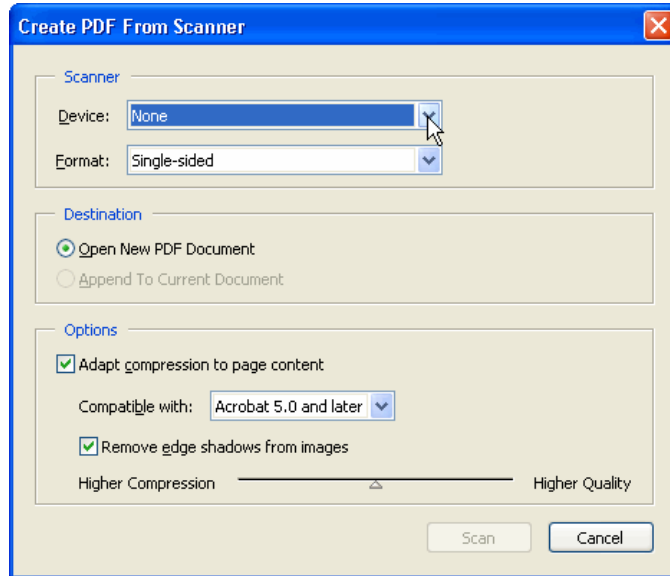 Create PDF From Scanner
Scanner
Device: None
Format: Single-sided
Destination
Open New PDF Document
Append To Current Document
Options
Adapt compression to page content
Compatible with: Acrobat 5.0 and later
Remove edge shadows from images
Higher Compression Higher Quality
Scan Cancel